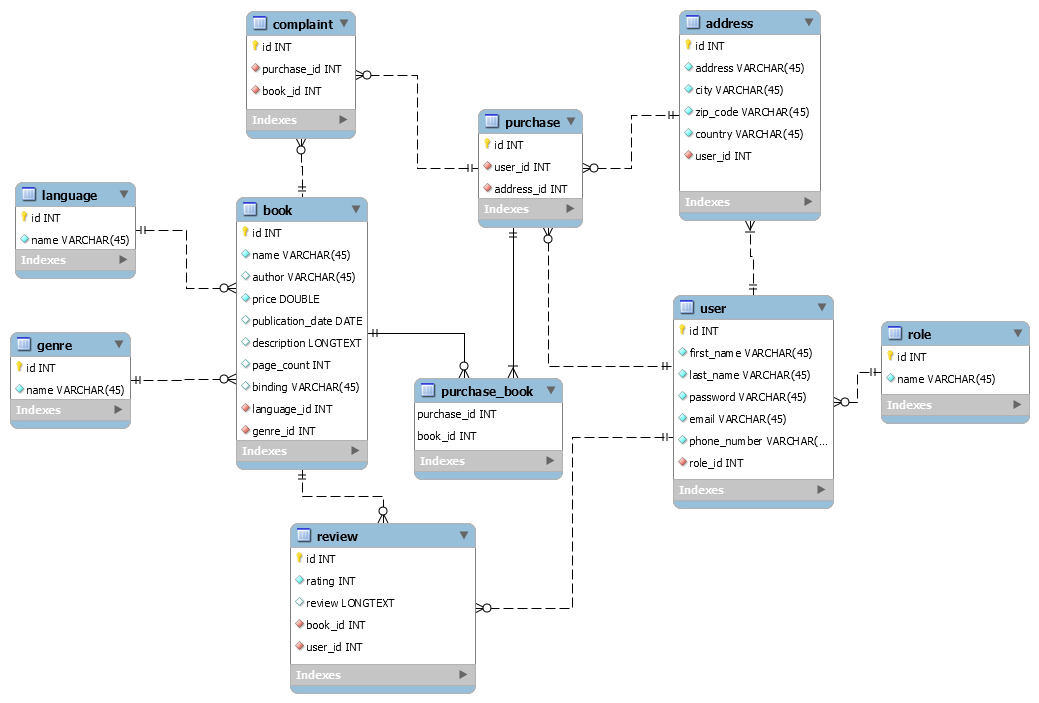 complaint
id INT
purchase_id INT
book_id INT
Indexes
address
id INT
address VARCHAR(45)
city VARCHAR(45)
zip_code VARCHAR(45)
country VARCHAR(45)
user_id INT
Indexes
purchase
id INT
user_id INT
address_id INT
Indexes
language
id INT
name VARCHAR(45)
Indexes
book
id INT
name VARCHAR(45)
author VARCHAR(45)
price DOUBLE
publication_date DATE
description LONGTEXT
page_count INT
binding VARCHAR(45)
language_id INT
genre_id INT
Indexes
genre
id INT
name VARCHAR(45)
Indexes
purchase_book
purchase_id INT
book_id INT
Indexes
user
id INT
first_name VARCHAR(45)
last_name VARCHAR(45)
password VARCHAR(45)
email VARCHAR(45)
phone_number VARCHAR(...
role_id INT
Indexes
role
id INT
name VARCHAR(45)
Indexes
review
id INT
rating INT
review LONGTEXT
book_id INT
user_id INT
Indexes